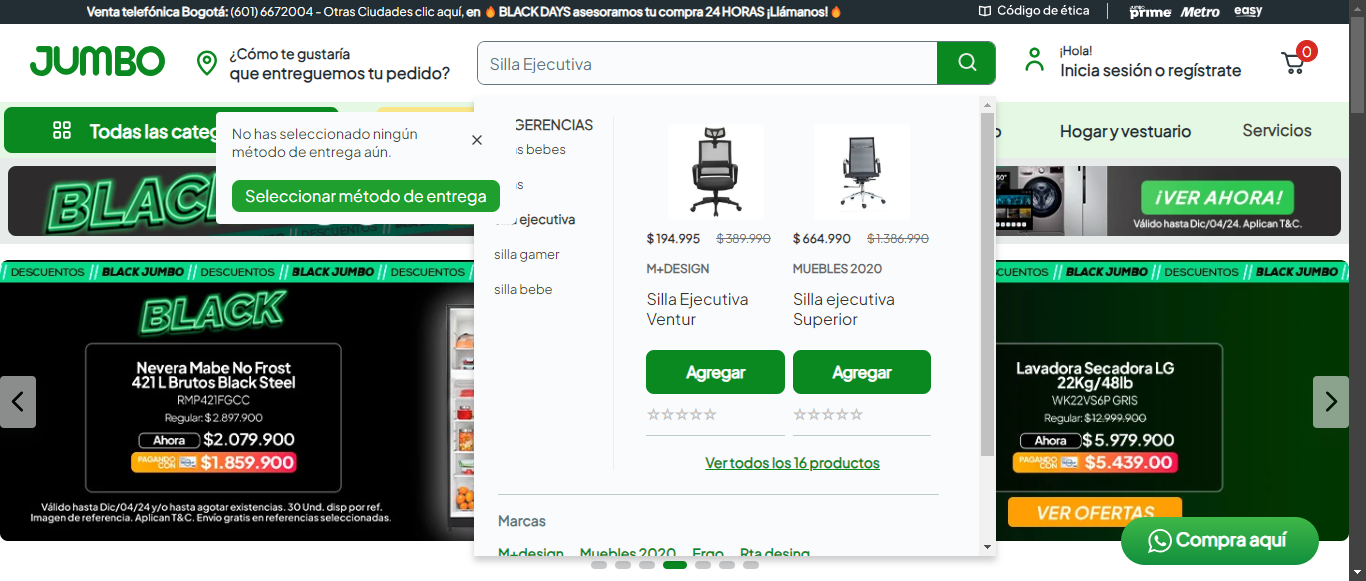 Venta telefónica Bogotá: (601) 6672004 - Otras Ciudades clic aquí, en 🔥 BLACK DAYS asesoramos tu compra 24 HORAS ¡Llámanos!🔥
Código de ética
JUMBO prime
Metro
easy
JUMBO
¿Cómo te gustaría
que entreguemos tu pedido?
Silla Ejecutiva
¡Hola!
Inicia sesión o regístrate
0
Todas las categ
Hogar y vestuario
Servicios
No has seleccionado ningún
método de entrega aún.
Seleccionar método de entrega
GERENCIAS
as bebes
as
ejecutiva
silla gamer
silla bebe
$ 194.995 $ 389.990
M+DESIGN
Silla Ejecutiva
Ventur
Agregar
$ 664.990 $ 1.386.990
MUEBLES 2020
Silla ejecutiva
Superior
Agregar
Ver todos los 16 productos
Marcas
M+design Muebles 2020 Ergo Rta desing
BLACK
DESCUENTOS
¡VER AHORA!
Válido hasta Dic/04/24. Aplican T&C.
DESCUENTOS // BLACK JUMBO // DESCUENTOS // BLACK JUMBO // DESCUENTOS
CUENTOS // BLACK JUMBO // DESCUENTOS // BLACK JUMBO
BLACK
Nevera Mabe No Frost
421 L Brutos Black Steel
RMP421FGCC
Regular: $2.897.900
Ahora $2.079.900
PAGANDO CON $1.859.900
Válido hasta Dic/04/24 y/o hasta agotar existencias. 30 Und. disp por ref.
Imagen de referencia. Aplican T&C. Envío gratis en referencias seleccionadas.
Lavadora Secadora LG
22Kg/48lb
WK22VS6P GRIS
Regular: $12.999.900
Ahora $5.979.900
PAGANDO CON $5.439.00
VER OFERTAS
Compra aquí